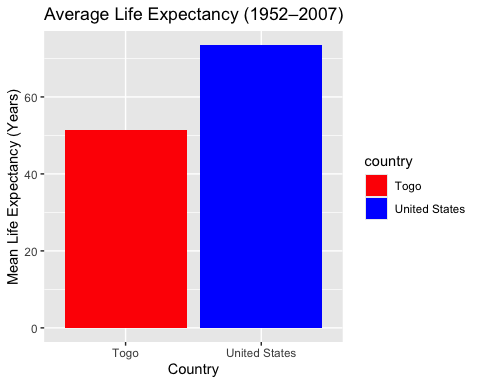 Average Life Expectancy (1952–2007)
Mean Life Expectancy (Years)
60
40
20
0
Togo
United States
Country
country
Togo
United States